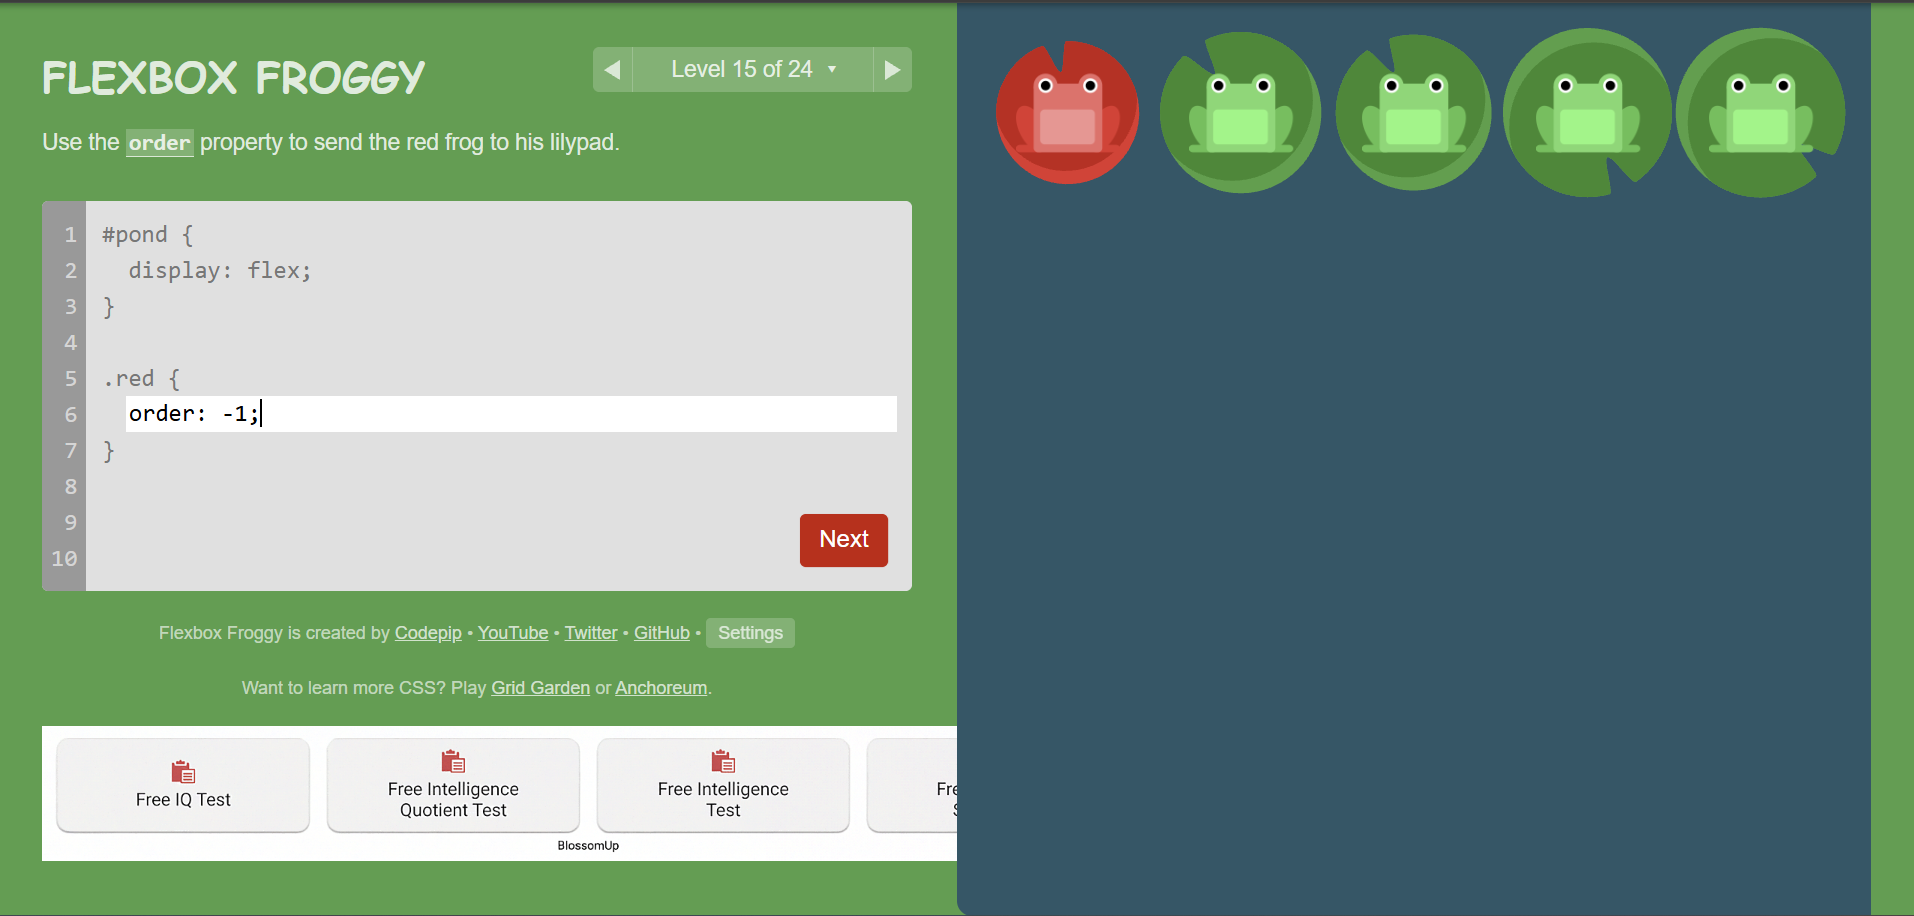 FLEXBOX FROGGY
Level 15 of 24
Use the order property to send the red frog to his lilypad.
1 #pond {
2 display: flex;
3 }
4
5 .red {
6 order: -1;
7 }
8
9
10
Next
Flexbox Froggy is created by Codepip • YouTube • Twitter • GitHub • Settings
Want to learn more CSS? Play Grid Garden or Anchoreum.
Free IQ Test
Free Intelligence
Quotient Test
Free Intelligence
Test
BlossomUp